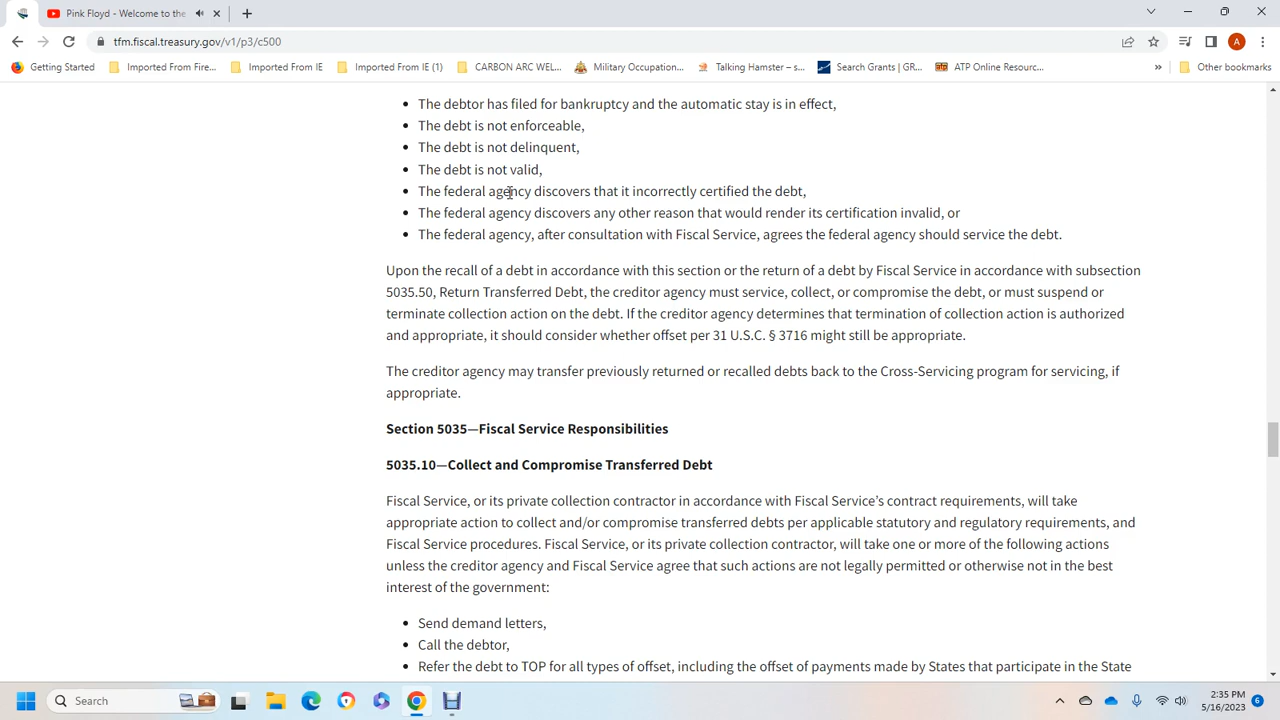 Pink Floyd - Welcome to the
tfm.fiscal.treasury.gov/v1/p3/c500
A
Getting Started
Imported From Fire...
Imported From IE
Imported From IE (1)
CARBON ARC WEL...
Military Occupation...
Talking Hamster – s...
Search Grants | GR...
ATP Online Resourc...
»
Other bookmarks
• The debtor has filed for bankruptcy and the automatic stay is in effect,
• The debt is not enforceable,
• The debt is not delinquent,
• The debt is not valid,
• The federal agency discovers that it incorrectly certified the debt,
• The federal agency discovers any other reason that would render its certification invalid, or
• The federal agency, after consultation with Fiscal Service, agrees the federal agency should service the debt.
Upon the recall of a debt in accordance with this section or the return of a debt by Fiscal Service in accordance with subsection
5035.50, Return Transferred Debt, the creditor agency must service, collect, or compromise the debt, or must suspend or
terminate collection action on the debt. If the creditor agency determines that termination of collection action is authorized
and appropriate, it should consider whether offset per 31 U.S.C. § 3716 might still be appropriate.
The creditor agency may transfer previously returned or recalled debts back to the Cross-Servicing program for servicing, if
appropriate.
Section 5035—Fiscal Service Responsibilities
5035.10—Collect and Compromise Transferred Debt
Fiscal Service, or its private collection contractor in accordance with Fiscal Service’s contract requirements, will take
appropriate action to collect and/or compromise transferred debts per applicable statutory and regulatory requirements, and
Fiscal Service procedures. Fiscal Service, or its private collection contractor, will take one or more of the following actions
unless the creditor agency and Fiscal Service agree that such actions are not legally permitted or otherwise not in the best
interest of the government:
• Send demand letters,
• Call the debtor,
• Refer the debt to TOP for all types of offset, including the offset of payments made by States that participate in the State
Search
2:35 PM
5/16/2023
6